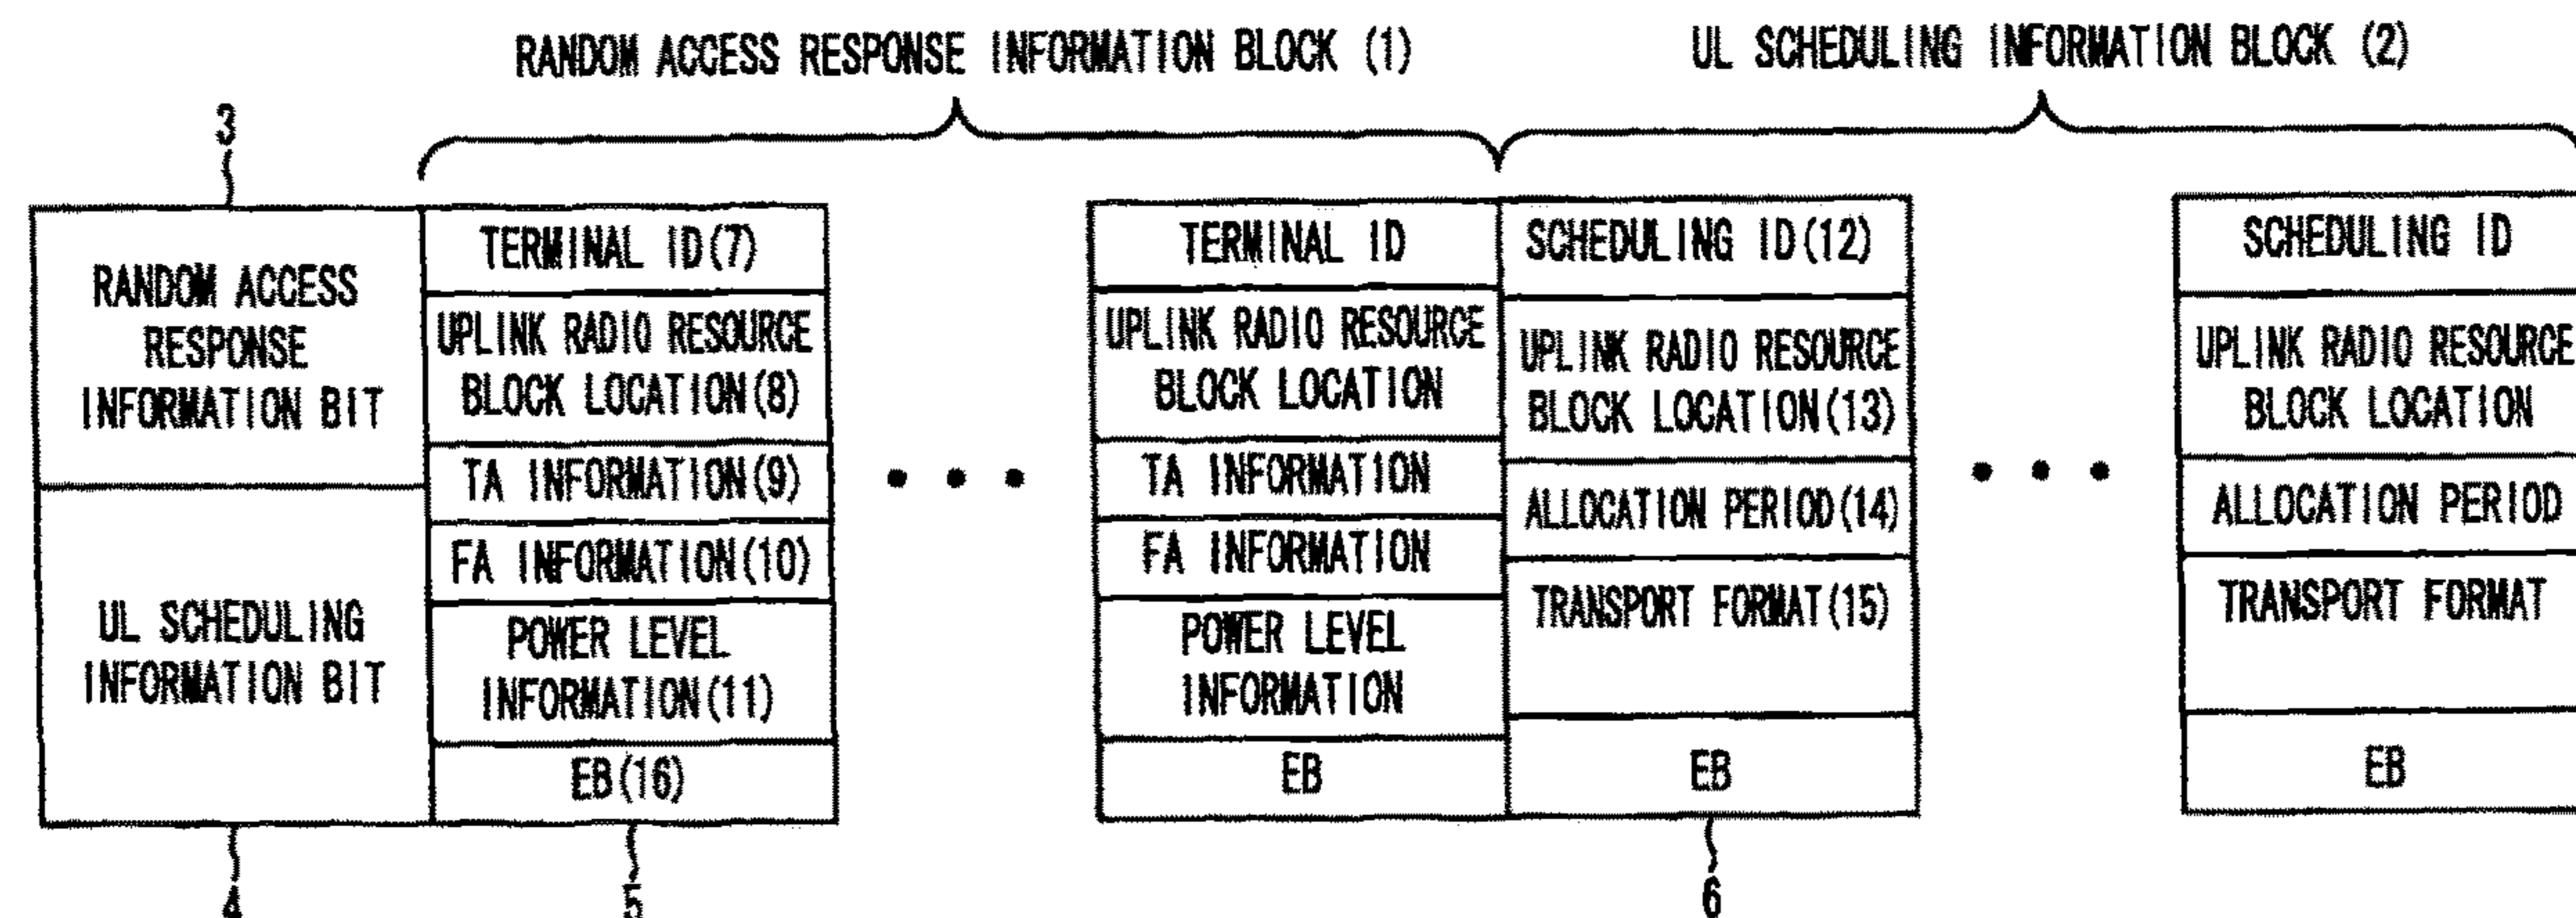 RANDOM ACCESS RESPONSE INFORMATION BLOCK (1)
UL SCHEDULING INFORMATION BLOCK (2)
3
RANDOM ACCESS
RESPONSE
INFORMATION BIT
UL SCHEDULING
INFORMATION BIT
4
TERMINAL ID(7)
UPLINK RADIO RESOURCE
BLOCK LOCATION(8)
TA INFORMATION(9)
FA INFORMATION(10)
POWER LEVEL
INFORMATION(11)
EB(16)
5
• • •
TERMINAL ID
UPLINK RADIO RESOURCE
BLOCK LOCATION
TA INFORMATION
FA INFORMATION
POWER LEVEL
INFORMATION
EB
SCHEDULING ID(12)
UPLINK RADIO RESOURCE
BLOCK LOCATION(13)
ALLOCATION PERIOD(14)
TRANSPORT FORMAT(15)
EB
6
• • •
SCHEDULING ID
UPLINK RADIO RESOURCE
BLOCK LOCATION
ALLOCATION PERIOD
TRANSPORT FORMAT
EB